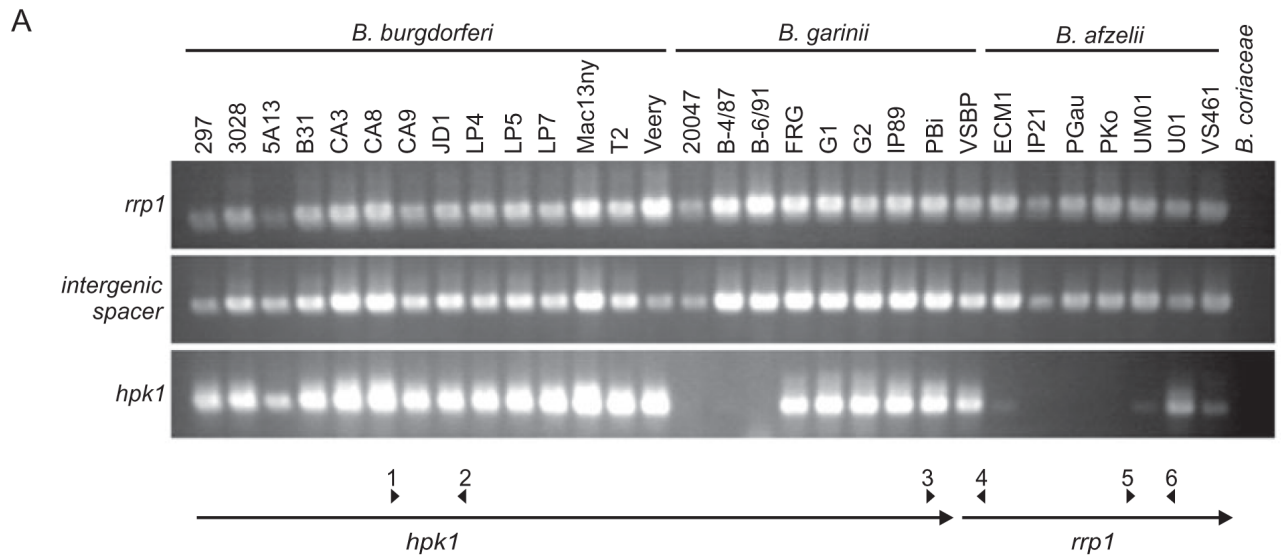 A
B. burgdorferi
B. garinii
B. afzelii
B. coriaceae
297
3028
5A13
B31
CA3
CA8
CA9
JD1
LP4
LP5
LP7
Mac13ny
T2
Veery
20047
B-4/87
B-6/91
FRG
G1
G2
IP89
PBi
VSBP
ECM1
IP21
PGau
PKo
UM01
U01
VS461
rrp1
intergenic
spacer
hpk1
1 2 3 4 5 6
hpk1 rrp1